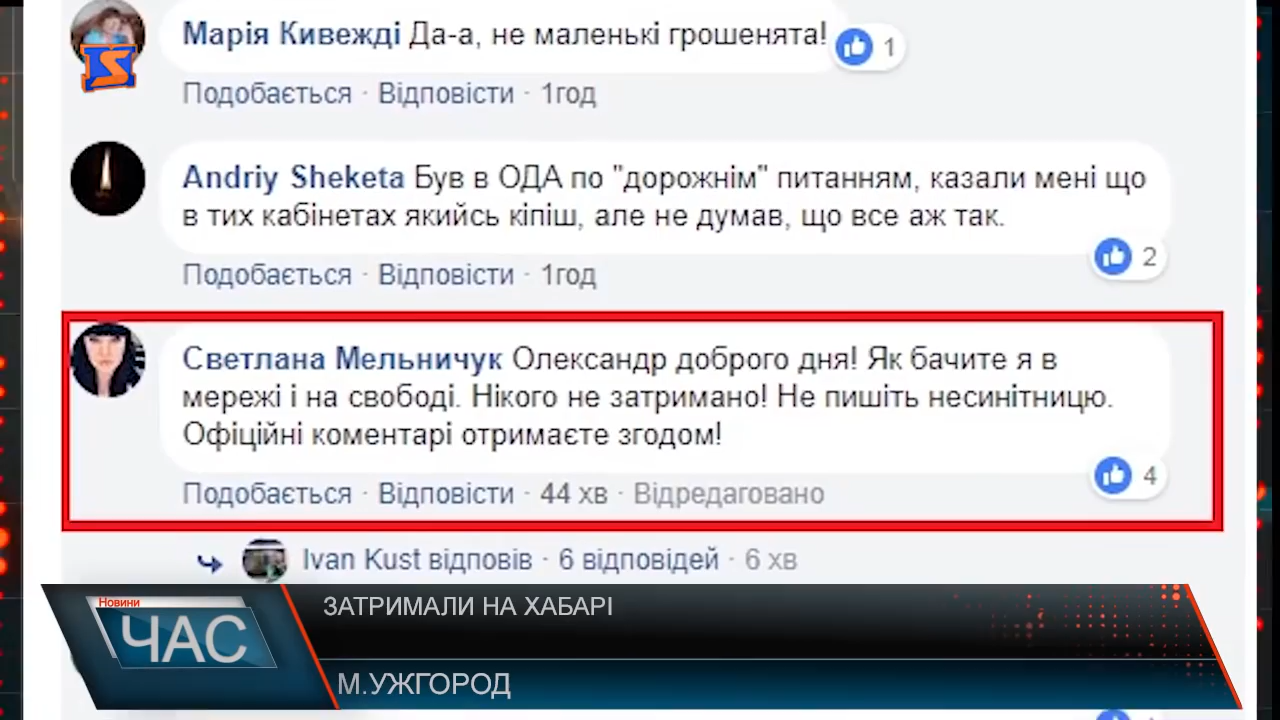 Марія Кивежді Да-а, не маленькі грошенята!
1
Подобається · Відповісти · 1год
Andriy Sheketa Був в ОДА по "дорожнім" питанням, казали мені що
в тих кабінетах якийсь кіпіш, але не думав, що все аж так.
2
Подобається · Відповісти · 1год
Светлана Мельничук Олександр доброго дня! Як бачите я в
мережі і на свободі. Нікого не затримано! Не пишіть несинітницю.
Офіційні коментарі отримаєте згодом!
4
Подобається · Відповісти · 44 хв · Відредаговано
Ivan Kust відповів · 6 відповідей · 6 хв
Новини
ЧАС
ЗАТРИМАЛИ НА ХАБАРІ
М.УЖГОРОД